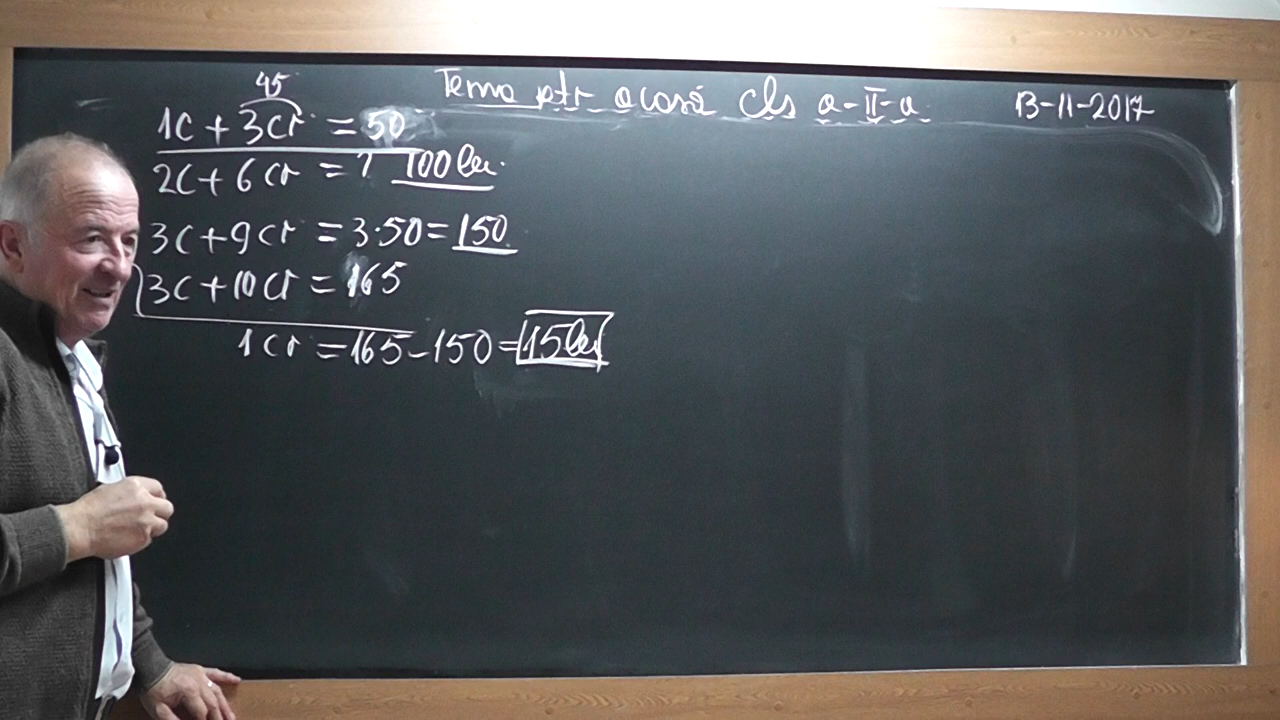 Tema ptr acasă cls a-II-a 13-11-2017
45
1c + 3cr = 50
2c + 6cr = ? 100 lei.
3c + 9cr = 3·50 = 150
3c + 10cr = 165
1cr = 165 - 150 = 15 lei